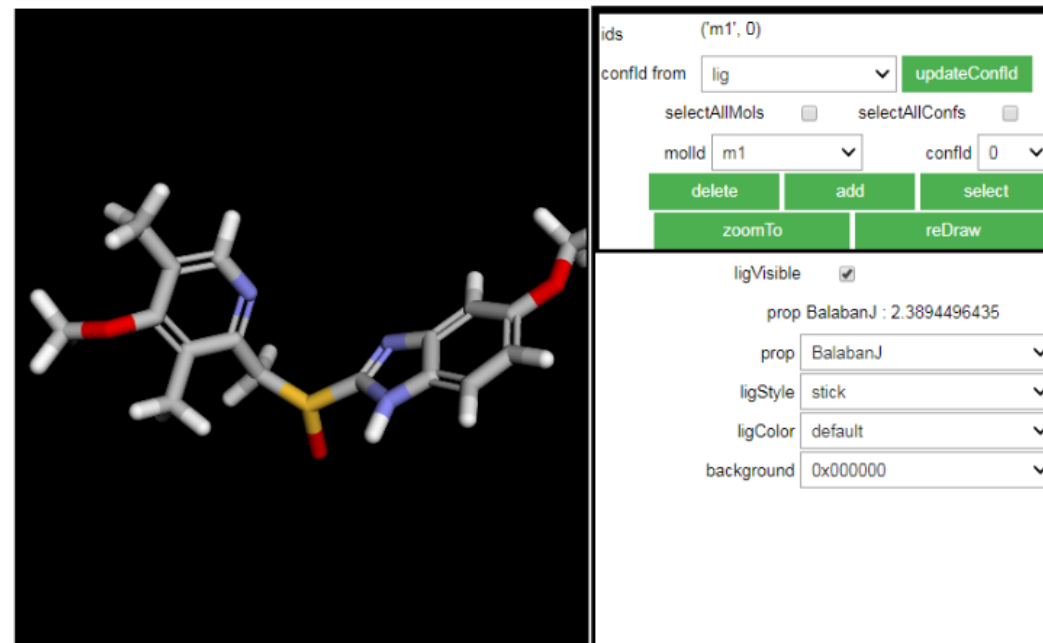 ids ('m1', 0)
confId from lig updateConfId
selectAllMols selectAllConfs
molId m1 confId 0
delete add select
zoomTo reDraw
ligVisible
prop BalabanJ : 2.3894496435
prop BalabanJ
ligStyle stick
ligColor default
background 0x000000